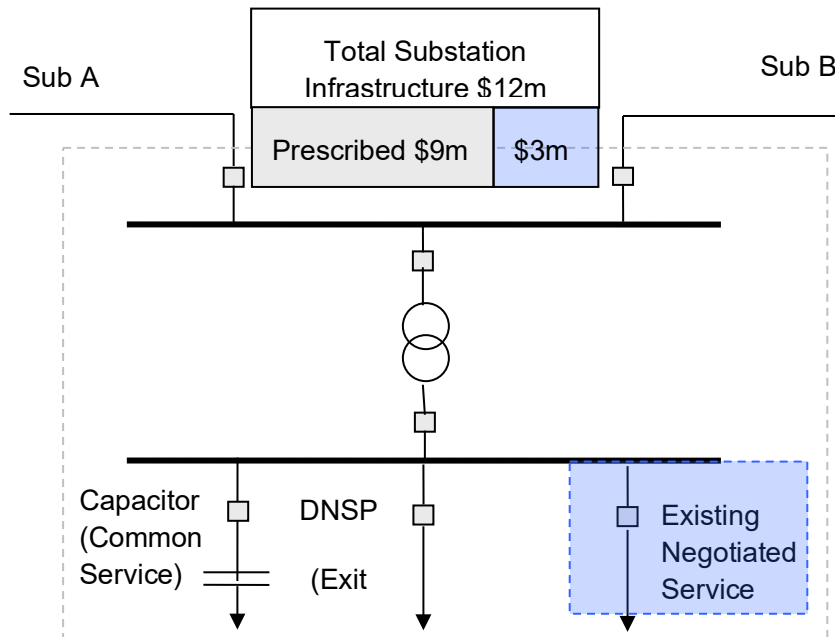 Total Substation
Infrastructure $12m
Sub A
Sub B
Prescribed $9m
$3m
Capacitor
(Common
Service)
DNSP
(Exit
Existing
Negotiated
Service